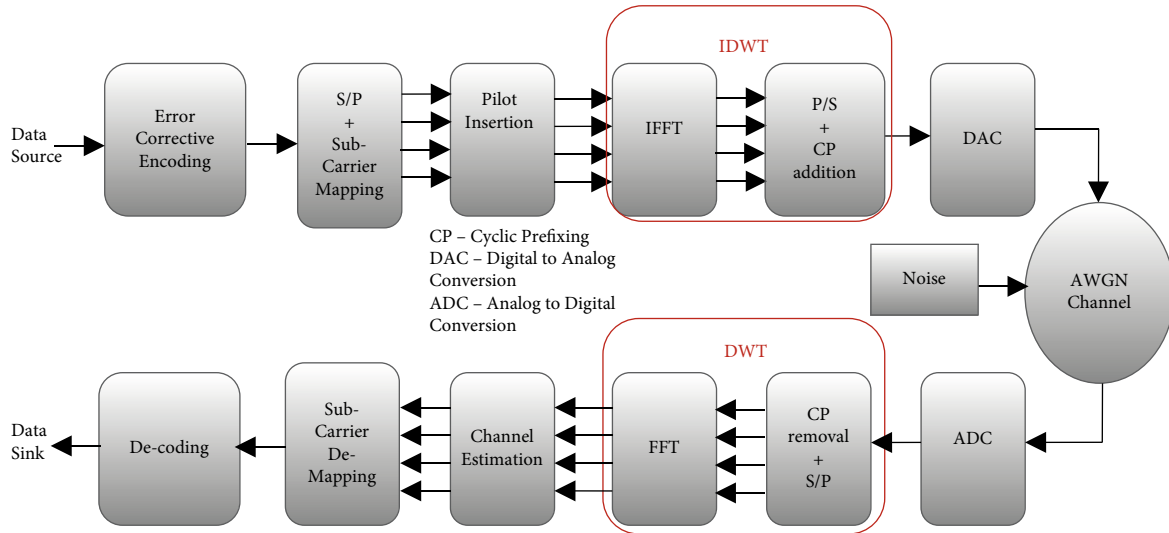 IDWT
Data
Source
Error
Corrective
Encoding
S/P
+
Sub-
Carrier
Mapping
Pilot
Insertion
IFFT
P/S
+
CP
addition
DAC
CP – Cyclic Prefixing
DAC – Digital to Analog
Conversion
ADC – Analog to Digital
Conversion
Noise
AWGN
Channel
DWT
Data
Sink
De-coding
Sub-
Carrier
De-
Mapping
Channel
Estimation
FFT
CP
removal
+
S/P
ADC